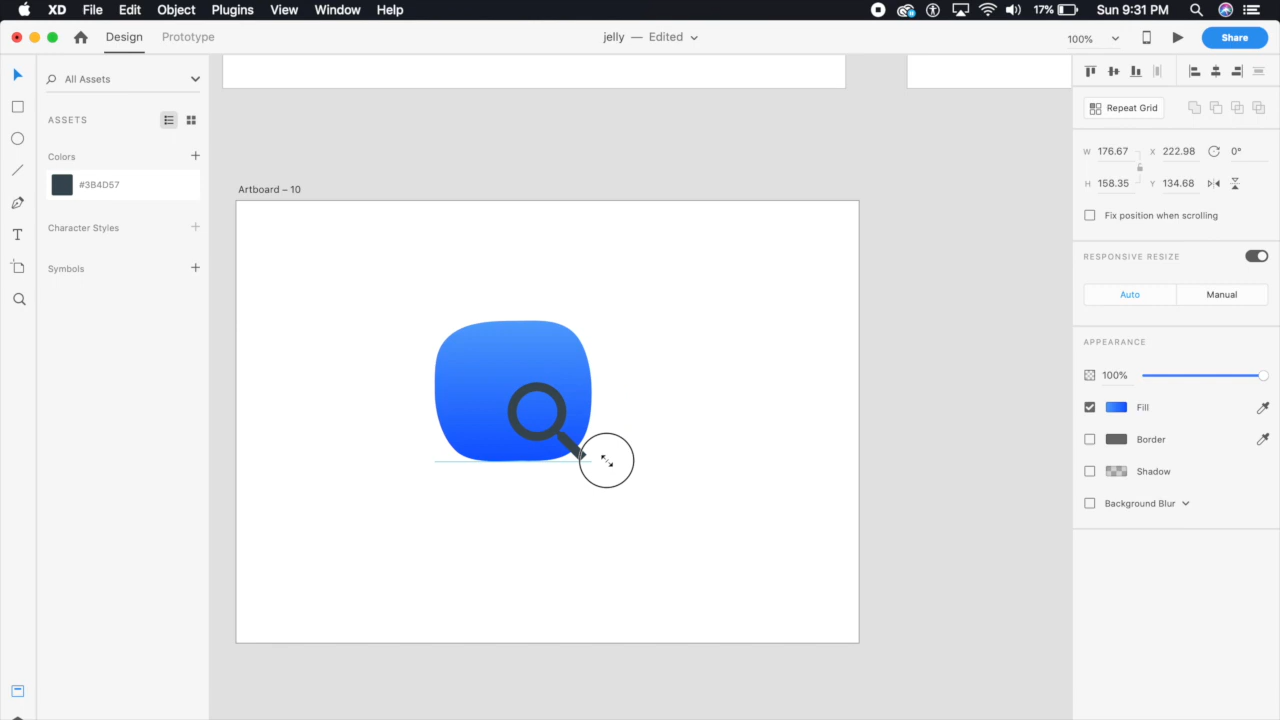 XD File Edit Object Plugins View Window Help 17% Sun 9:31 PM
Design Prototype jelly — Edited 100% Share
All Assets
ASSETS
Colors
#3B4D57
Character Styles
Symbols
Artboard – 10
Repeat Grid
W 176.67 X 222.98 0°
H 158.35 Y 134.68
Fix position when scrolling
RESPONSIVE RESIZE
Auto Manual
APPEARANCE
100%
Fill
Border
Shadow
Background Blur